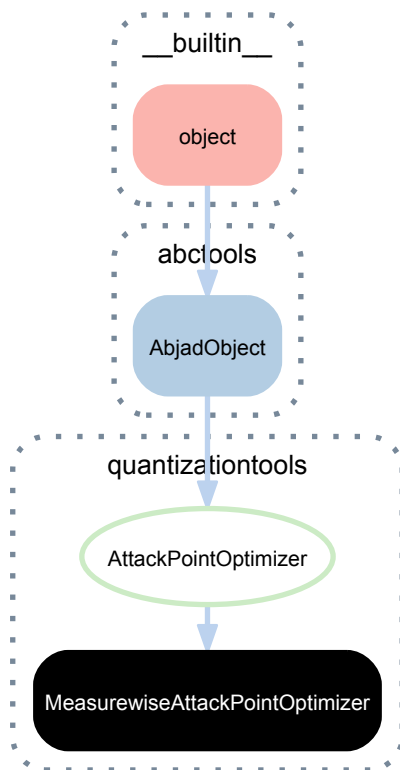 __builtin__
object
abctools
AbjadObject
quantizationtools
AttackPointOptimizer
MeasurewiseAttackPointOptimizer